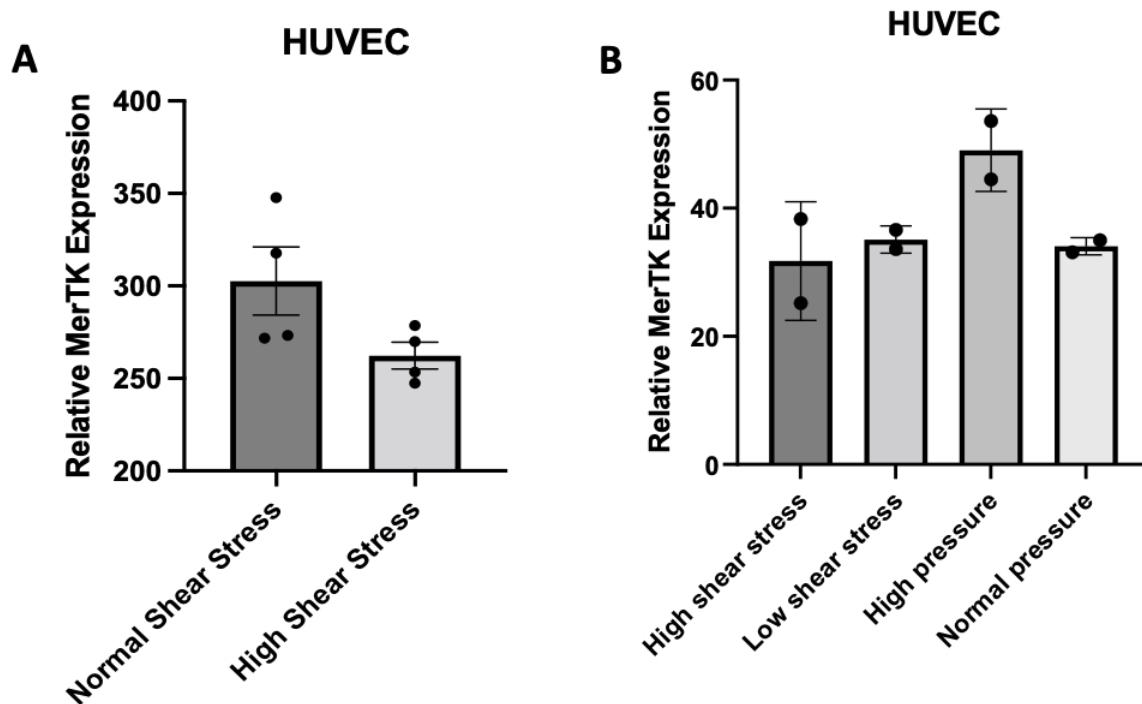 A
HUVEC
Relative MerTK Expression
400
350
300
250
200
Normal Shear Stress
High Shear Stress
B
HUVEC
Relative MerTK Expression
60
40
20
0
High shear stress
Low shear stress
High pressure
Normal pressure